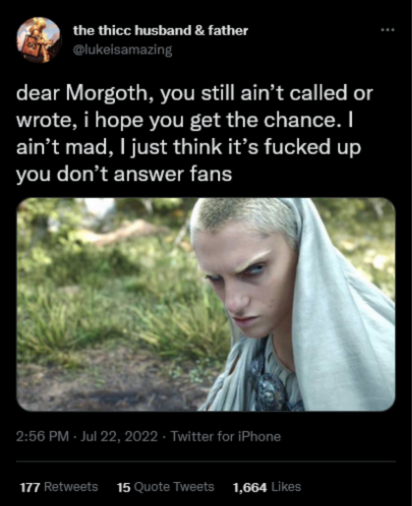 the thicc husband & father
@lukeisamazing
dear Morgoth, you still ain't called or
wrote, i hope you get the chance. I
ain't mad, I just think it's fucked up
you don't answer fans
2:56 PM · Jul 22, 2022 · Twitter for iPhone
177 Retweets 15 Quote Tweets 1,664 Likes